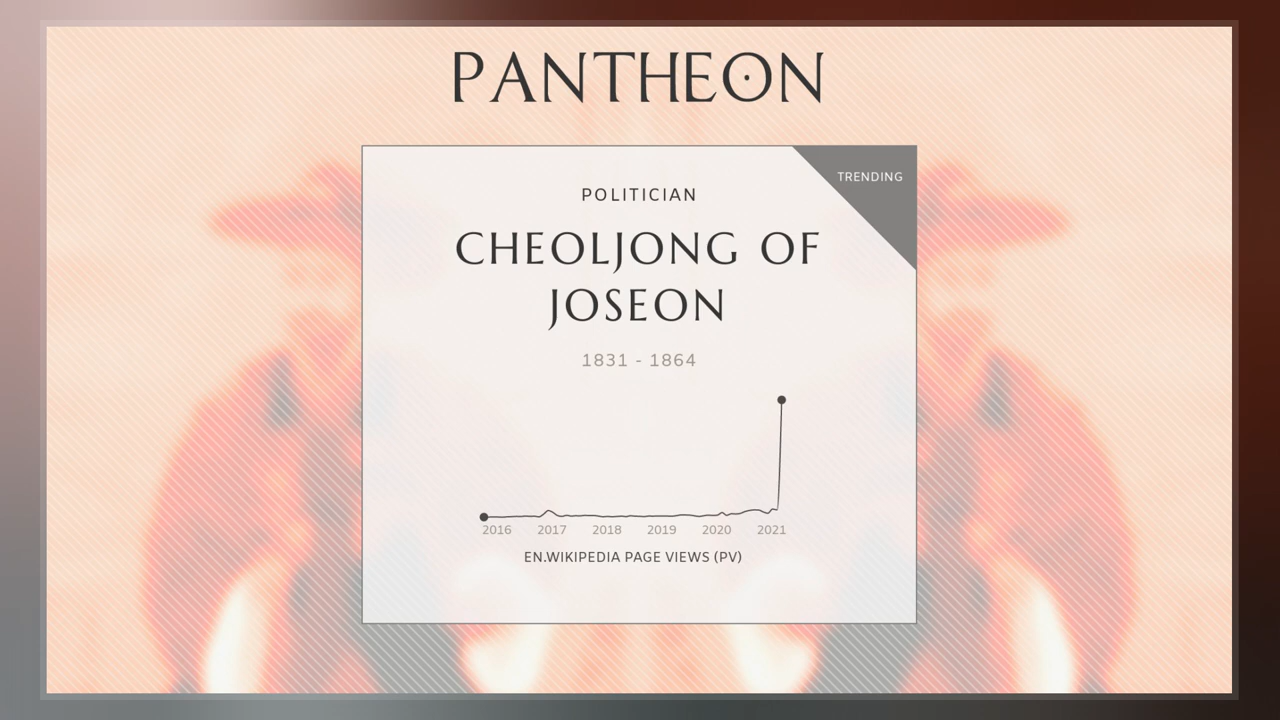 PANTHEON
TRENDING
POLITICIAN
CHEOLJONG OF
JOSEON
1831 - 1864
2016 2017 2018 2019 2020 2021
EN.WIKIPEDIA PAGE VIEWS (PV)